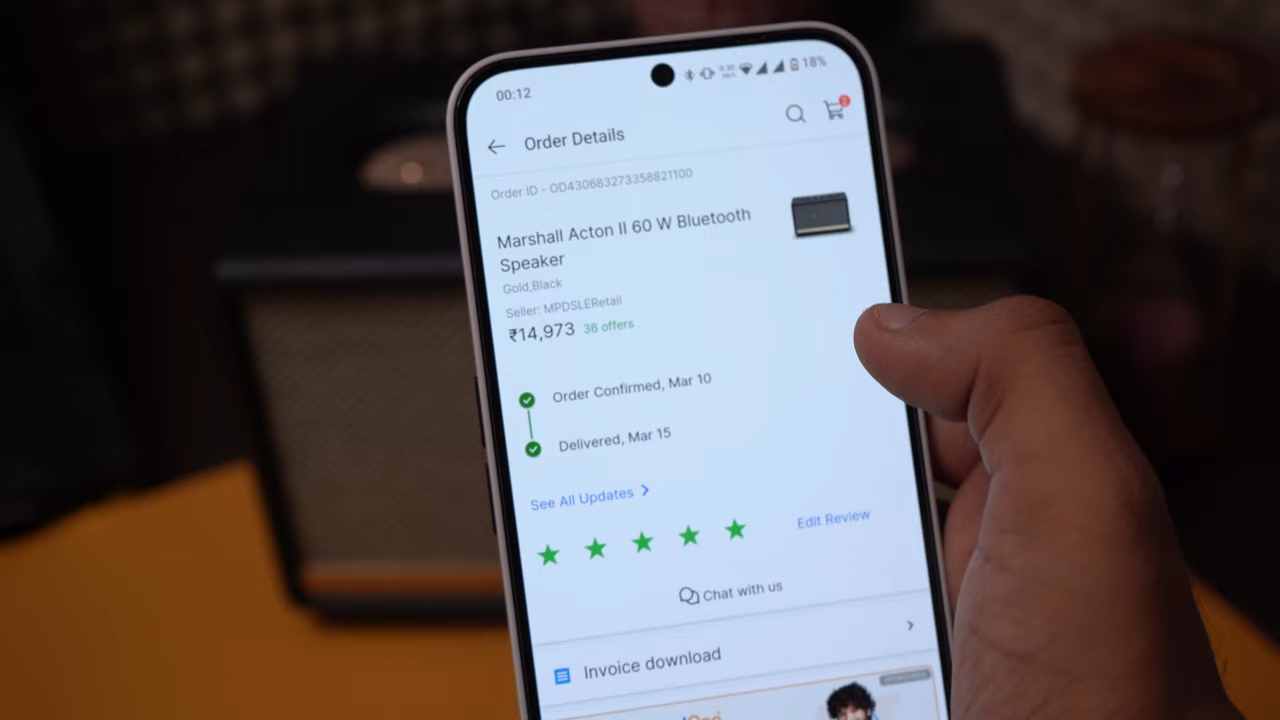 00:12
18%
2
Order Details
Order ID - OD430683273358821100
Marshall Acton II 60 W Bluetooth
Speaker
Gold,Black
Seller: MPDSLERetail
₹14,973 36 offers
Order Confirmed, Mar 10
Delivered, Mar 15
See All Updates
Edit Review
Chat with us
Invoice download